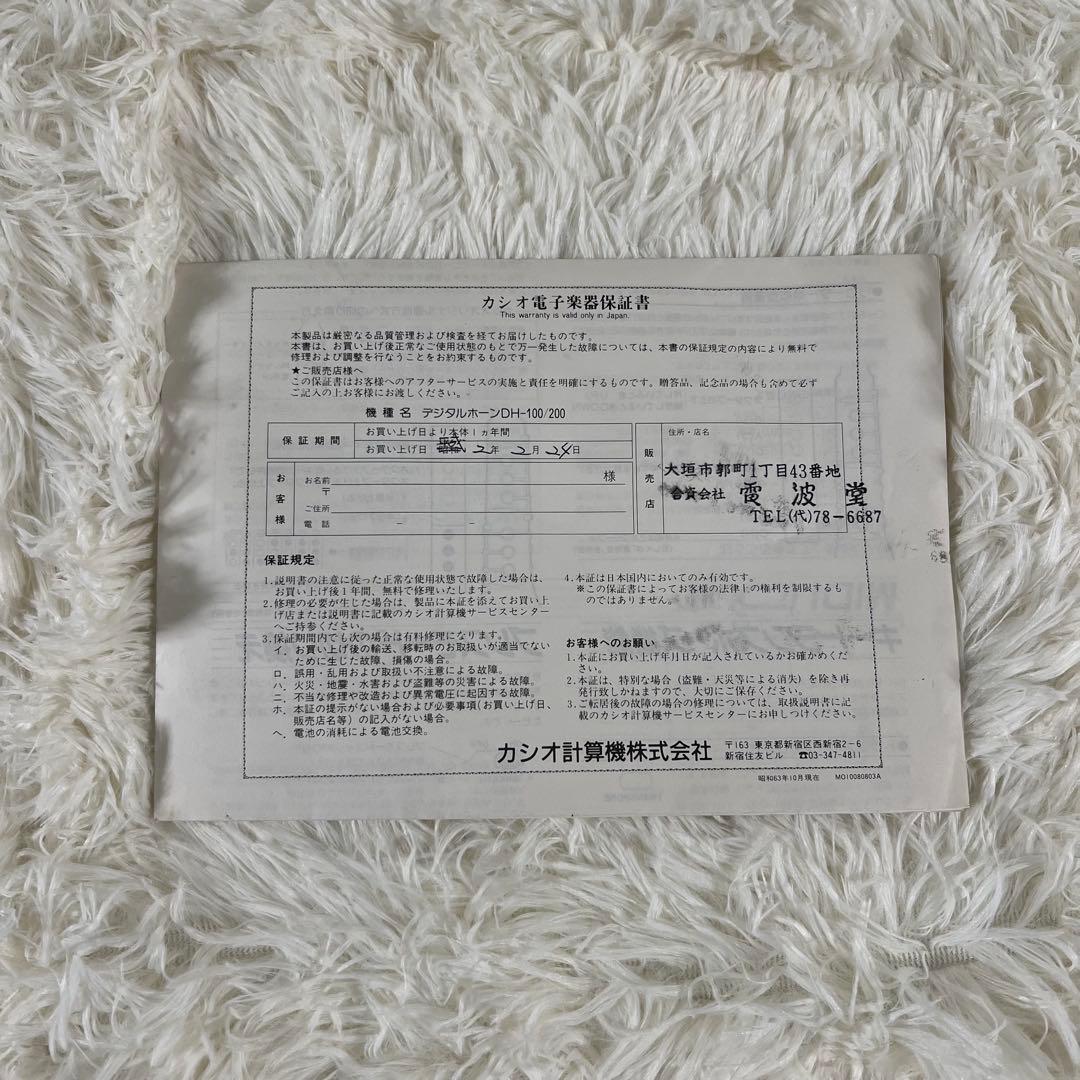 カシオ電子楽器保証書
This warranty is valid only in Japan.
本製品は厳密なる品質管理および検査を経てお届けしたものです。
本書は、お買い上げ後正常なご使用状態のもとで万一発生した故障については、本書の保証規定の内容により無料で
修理および調整を行なうことをお約束するものです。
★ご販売店様へ
この保証書はお客様へのアフターサービスの実施と責任を明確にするものです。贈答品、記念品の場合も含めて必ず
ご記入の上お客様にお渡しください。
機種名 デジタルホーンDH-100/200
保証期間
お買い上げ日より本体1ヵ年間
お買い上げ日 平成 2年 2月 24日
お客様
お名前 様
〒
ご住所
電話 － －
販売店
住所・店名
大垣市郭町1丁目43番地
合資会社 電波堂
TEL(代)78-6687
保証規定
1.説明書の注意に従った正常な使用状態で故障した場合は、
お買い上げ後1年間、無料で修理いたします。
2.修理の必要が生じた場合は、製品に本証を添えてお買い上
げ店または説明書に記載のカシオ計算機サービスセンター
へご持参ください。
3.保証期間内でも次の場合は有料修理になります。
イ．お買い上げ後の輸送、移転時のお取扱いが適当でない
ために生じた故障、損傷の場合。
ロ．誤用・乱用および取扱い不注意による故障。
ハ．火災・地震・水害および盗難等の災害による故障。
ニ．不当な修理や改造および異常電圧に起因する故障。
ホ．本証の提示がない場合および必要事項(お買い上げ日、
販売店名等)の記入がない場合。
ヘ．電池の消耗による電池交換。
4.本証は日本国内においてのみ有効です。
※この保証書によってお客様の法律上の権利を制限するも
のではありません。
お客様へのお願い
1.本証にお買い上げ年月日が記入されているかお確かめくだ
さい。
2.本証は、特別な場合（盗難・天災等による消失）を除き再
発行致しかねますので、大切にご保存ください。
3.ご転居後の故障の場合の修理については、取扱説明書に記
載のカシオ計算機サービスセンターにお申しつけください。
カシオ計算機株式会社
〒163 東京都新宿区西新宿2-6
新宿住友ビル ☎03-347-4811
昭和63年10月現在 MO10080803A